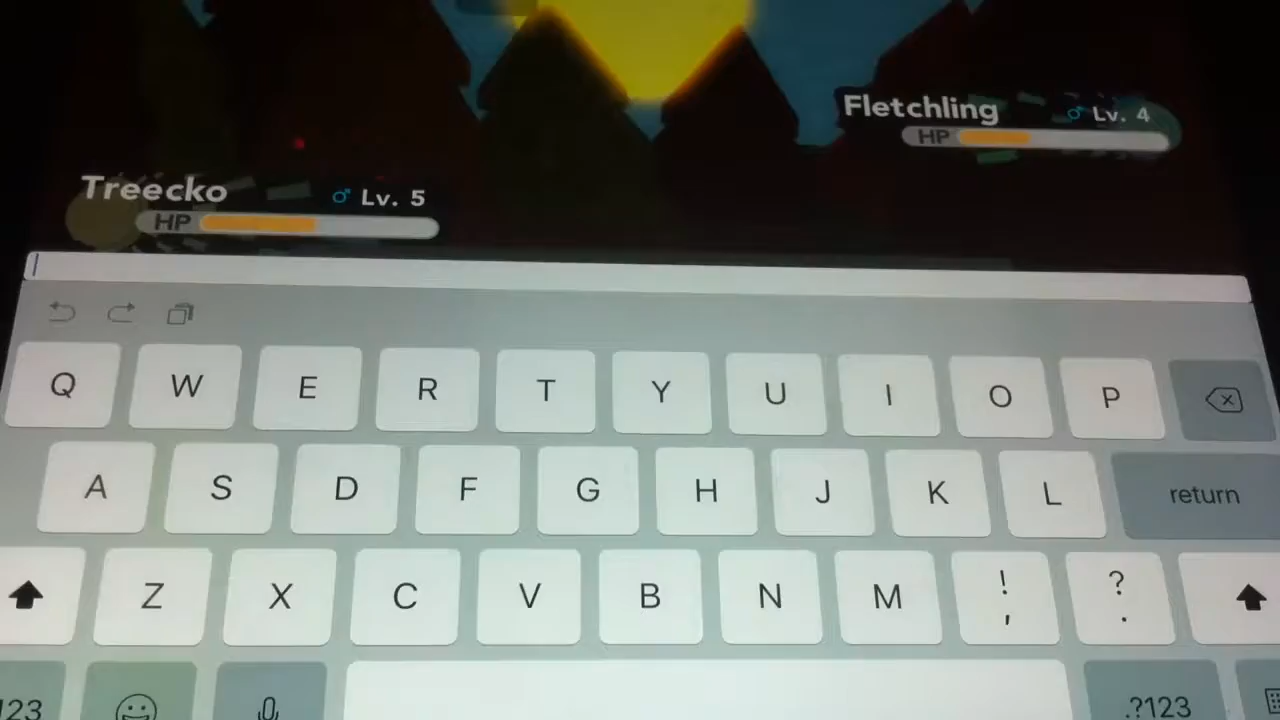 Fletchling ♂ Lv. 4
HP
Treecko ♂ Lv. 5
HP
Q W E R T Y U I O P
A S D F G H J K L return
Z X C V B N M ! , ? .
123 .?123